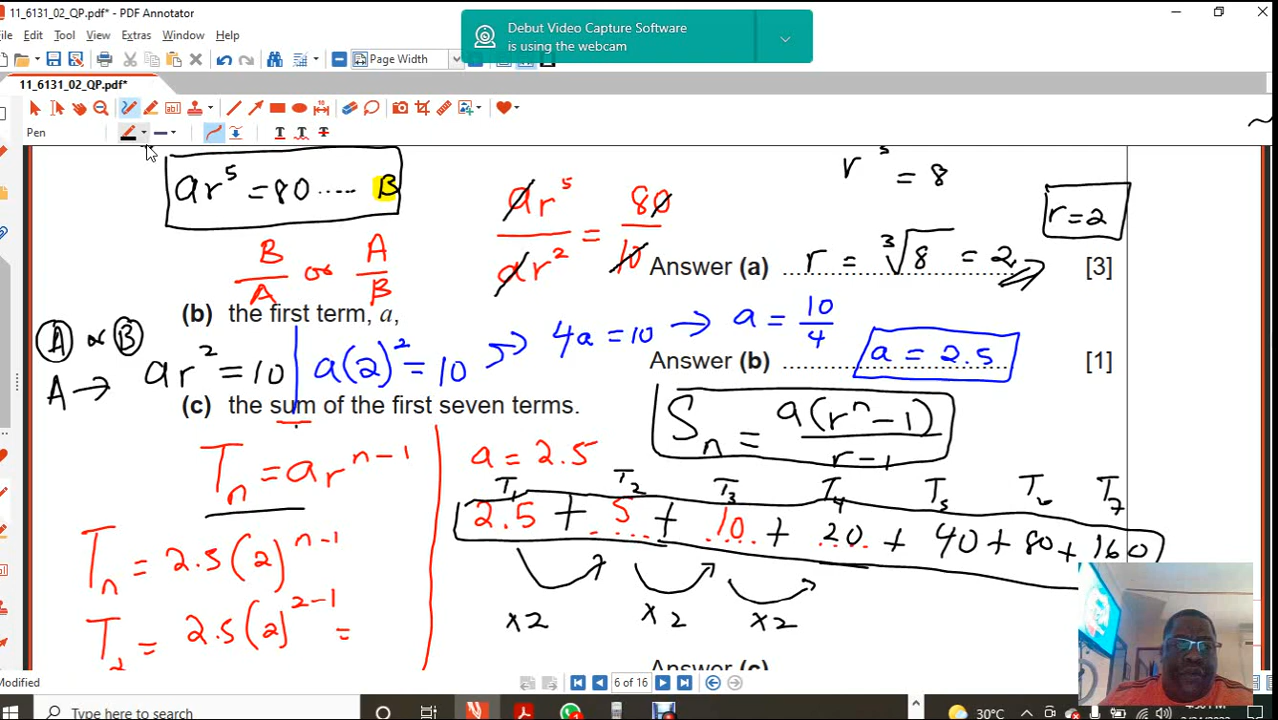 11_6131_02_QP.pdf* - PDF Annotator
Debut Video Capture Software
is using the webcam
File Edit Tool View Extras Window Help
Page Width
11_6131_02_QP.pdf*
Pen
ar⁵ = 80 ..... B
ar⁵/ar² = 80/10
r³ = 8
r = 2
B/A or A/B
Answer (a) r = ³√8 = 2 [3]
(b) the first term, a,
A or B
A → ar² = 10
a(2)² = 10 → 4a = 10 → a = 10/4
Answer (b) a = 2.5 [1]
(c) the sum of the first seven terms.
Sₙ = a(rⁿ - 1)/r - 1
Tₙ = ar^(n-1)
a = 2.5
T₁ T₂ T₃ T₄ T₅ T₆ T₇
2.5 + 5 + 10 + 20 + 40 + 80 + 160
x2 x2 x2
Tₙ = 2.5(2)^(n-1)
T₂ = 2.5(2)^(2-1) =
Answer (c)
Modified
6 of 16
Type here to search
30°C